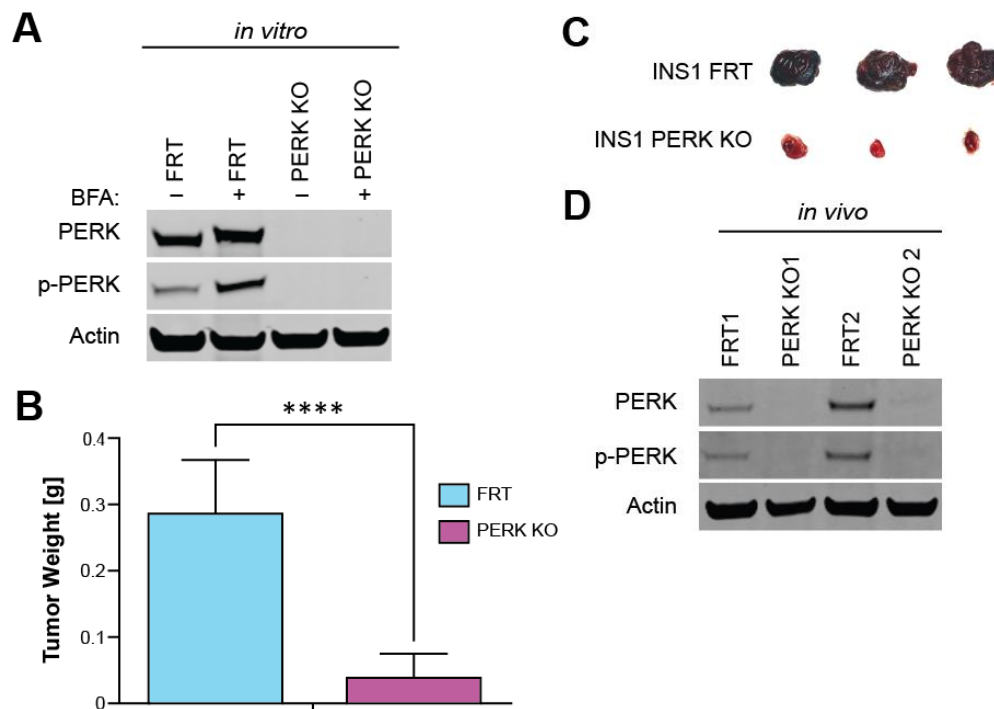 A
in vitro
FRT
FRT
PERK KO
PERK KO
BFA: – + – +
PERK
p-PERK
Actin
B
****
0.4
0.3
0.2
0.1
0
Tumor Weight [g]
FRT
PERK KO
C
INS1 FRT
INS1 PERK KO
D
in vivo
FRT1
PERK KO1
FRT2
PERK KO 2
PERK
p-PERK
Actin